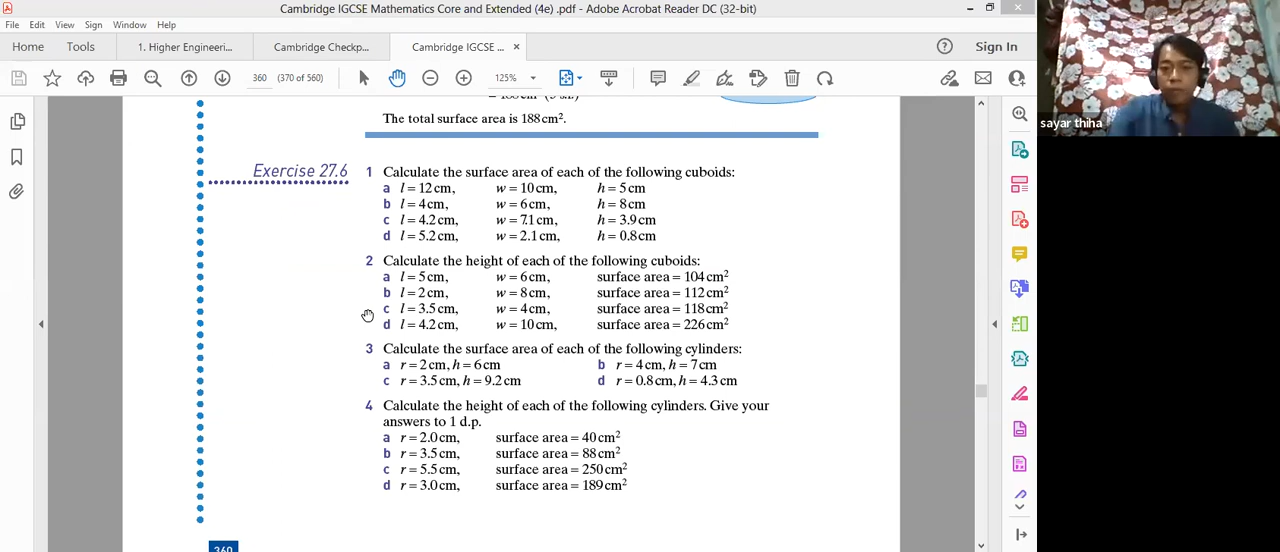 Cambridge IGCSE Mathematics Core and Extended (4e) .pdf - Adobe Acrobat Reader DC (32-bit)
File Edit View Sign Window Help
Home Tools 1. Higher Engineeri... Cambridge Checkp... Cambridge IGCSE ... ×
Sign In
360 (370 of 560) 125%
sayar thiha
The total surface area is 188 cm².
Exercise 27.6
1 Calculate the surface area of each of the following cuboids:
a l = 12 cm, w = 10 cm, h = 5 cm
b l = 4 cm, w = 6 cm, h = 8 cm
c l = 4.2 cm, w = 7.1 cm, h = 3.9 cm
d l = 5.2 cm, w = 2.1 cm, h = 0.8 cm
2 Calculate the height of each of the following cuboids:
a l = 5 cm, w = 6 cm, surface area = 104 cm²
b l = 2 cm, w = 8 cm, surface area = 112 cm²
c l = 3.5 cm, w = 4 cm, surface area = 118 cm²
d l = 4.2 cm, w = 10 cm, surface area = 226 cm²
3 Calculate the surface area of each of the following cylinders:
a r = 2 cm, h = 6 cm b r = 4 cm, h = 7 cm
c r = 3.5 cm, h = 9.2 cm d r = 0.8 cm, h = 4.3 cm
4 Calculate the height of each of the following cylinders. Give your
answers to 1 d.p.
a r = 2.0 cm, surface area = 40 cm²
b r = 3.5 cm, surface area = 88 cm²
c r = 5.5 cm, surface area = 250 cm²
d r = 3.0 cm, surface area = 189 cm²
360